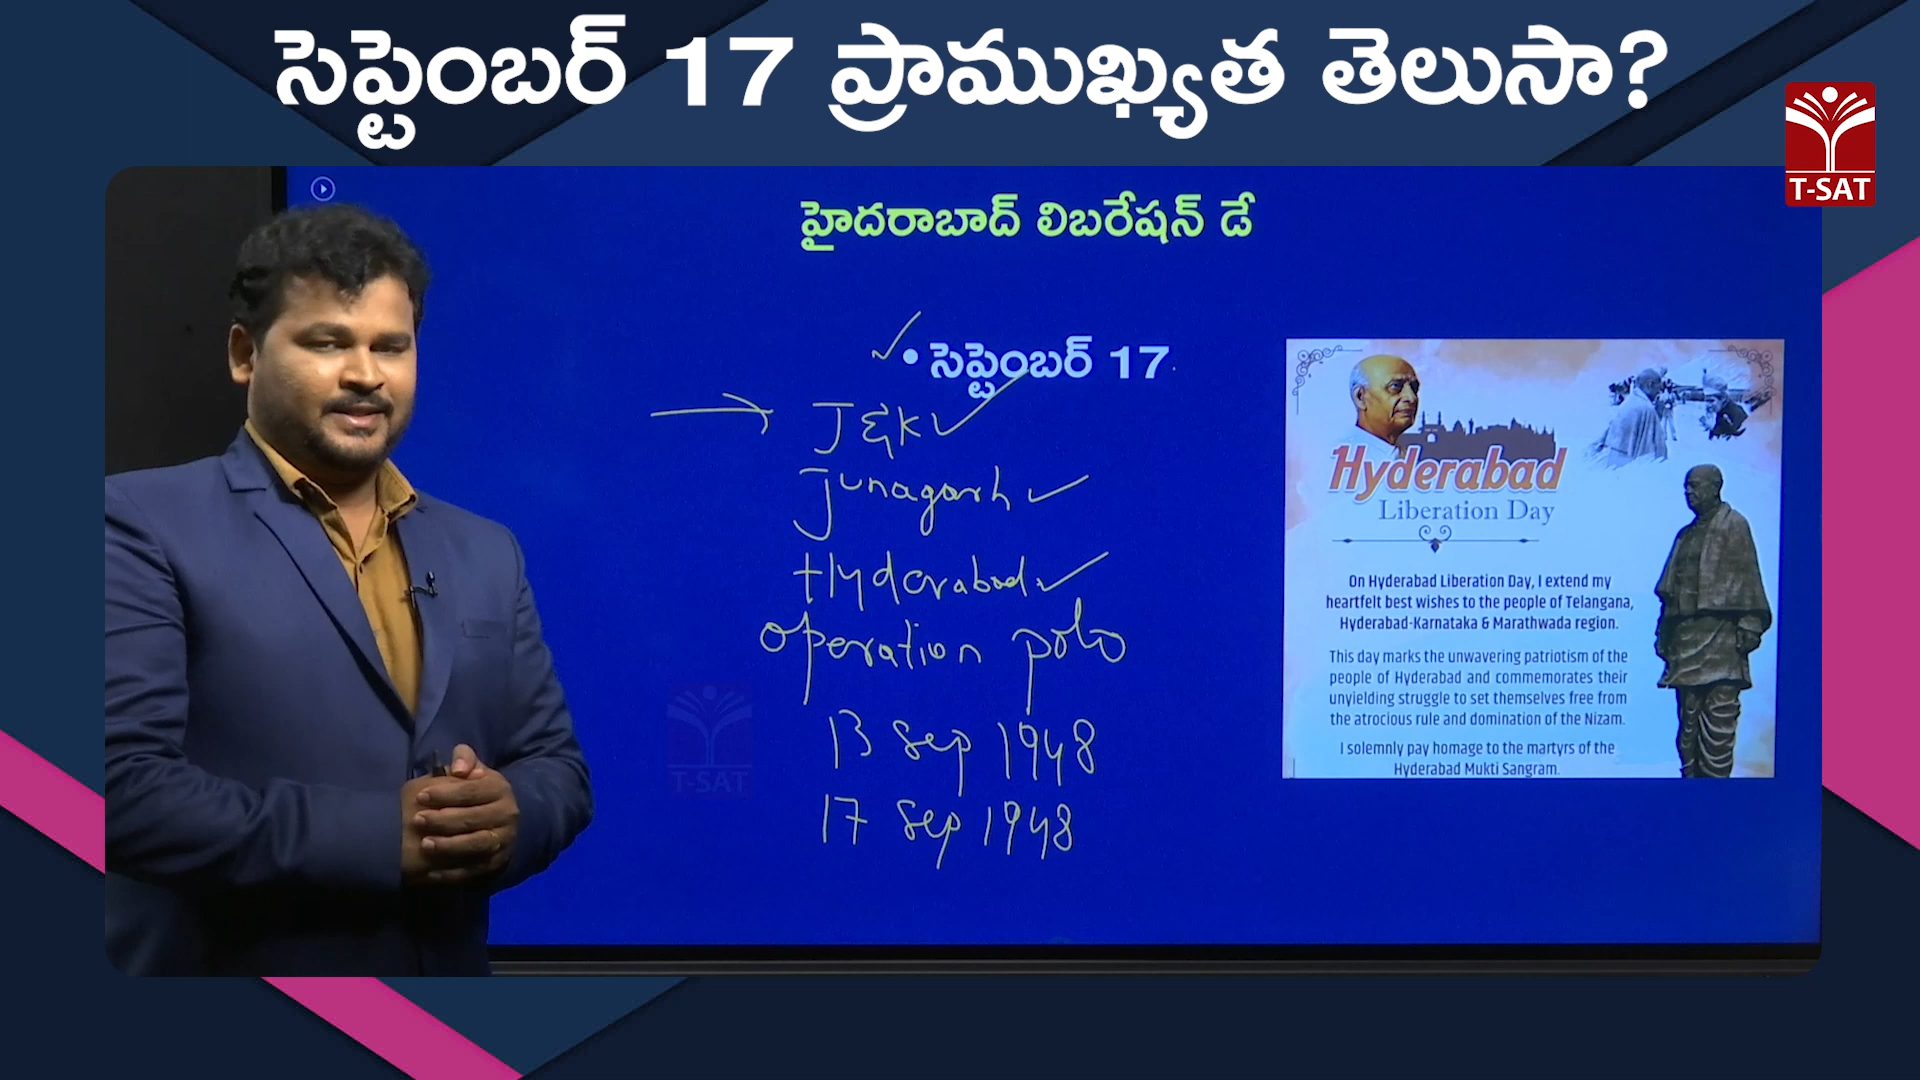 సెప్టెంబర్ 17 ప్రాముఖ్యత తెలుసా?
T-SAT
హైదరాబాద్ లిబరేషన్ డే
• సెప్టెంబర్ 17
J&K
Junagarh
Hyderabad
operation polo
13 Sep 1948
17 Sep 1948
T-SAT
Hyderabad
Liberation Day
On Hyderabad Liberation Day, I extend my
heartfelt best wishes to the people of Telangana,
Hyderabad-Karnataka & Marathwada region.
This day marks the unwavering patriotism of the
people of Hyderabad and commemorates their
unyielding struggle to set themselves free from
the atrocious rule and domination of the Nizam.
I solemnly pay homage to the martyrs of the
Hyderabad Mukti Sangram.